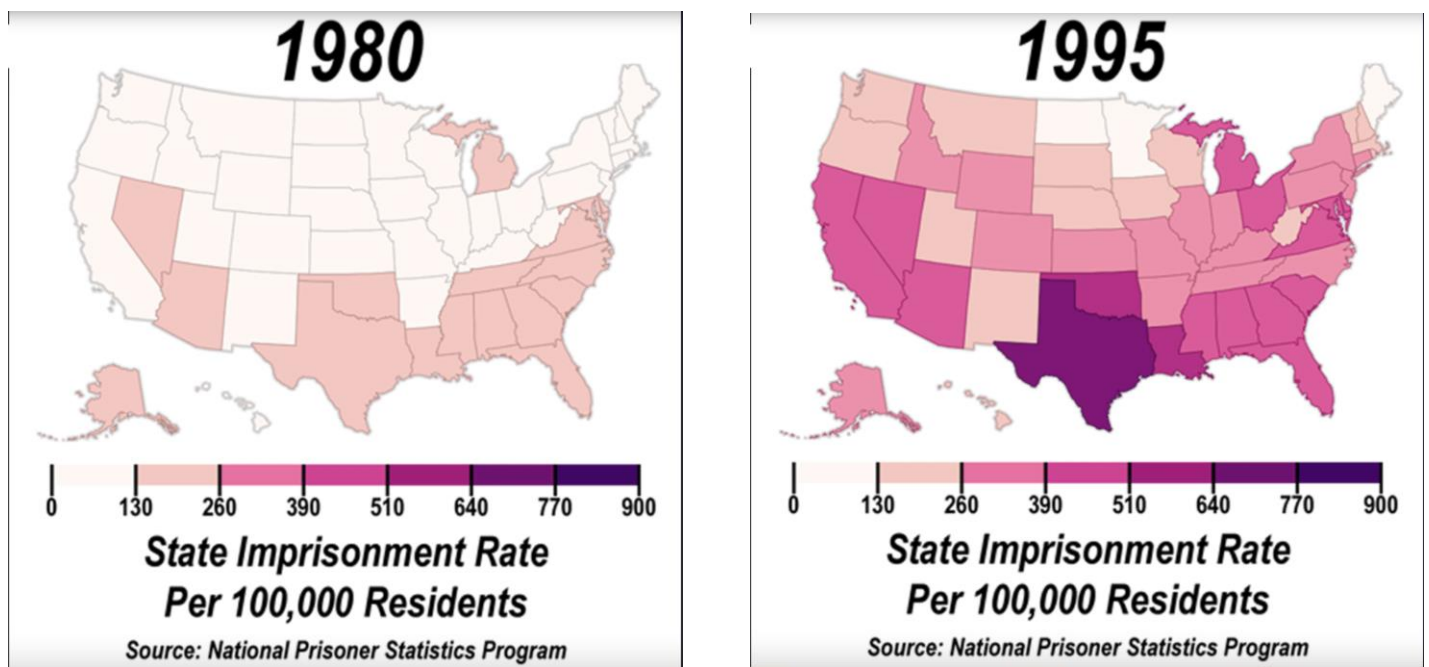 1980
0 130 260 390 510 640 770 900
State Imprisonment Rate
Per 100,000 Residents
Source: National Prisoner Statistics Program
1995
0 130 260 390 510 640 770 900
State Imprisonment Rate
Per 100,000 Residents
Source: National Prisoner Statistics Program